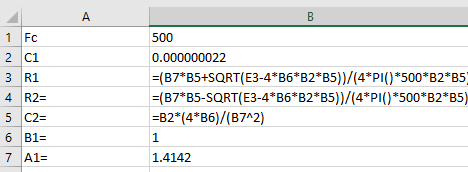 A B
1 Fc 500
2 C1 0.000000022
3 R1 =(B7*B5+SQRT(E3-4*B6*B2*B5))/(4*PI()*500*B2*B5)
4 R2= =(B7*B5-SQRT(E3-4*B6*B2*B5))/(4*PI()*500*B2*B5)
5 C2= =B2*(4*B6)/(B7^2)
6 B1= 1
7 A1= 1.4142